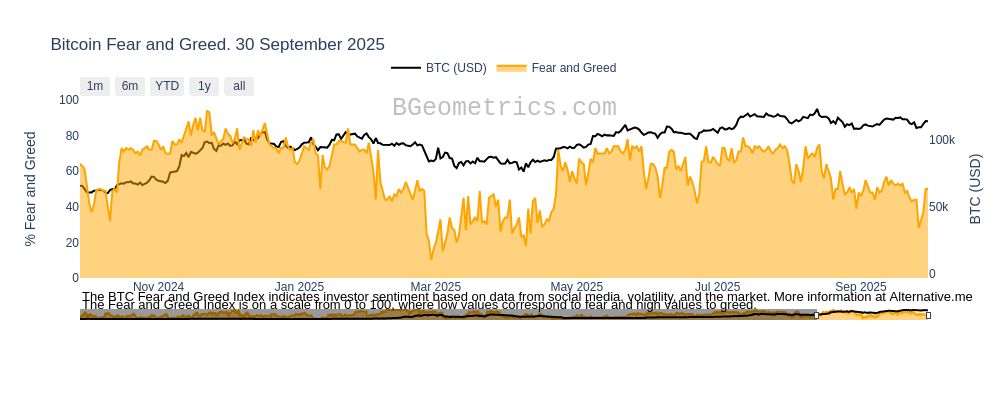 Bitcoin Fear and Greed. 30 September 2025
BTC (USD) Fear and Greed
1m 6m YTD 1y all
BGeometrics.com
100
80
60
40
20
0
% Fear and Greed
100k
50k
0
BTC (USD)
Nov 2024 Jan 2025 Mar 2025 May 2025 Jul 2025 Sep 2025
The BTC Fear and Greed Index indicates investor sentiment based on data from social media, volatility, and the market. More information at Alternative.me
The Fear and Greed Index is on a scale from 0 to 100, where low values correspond to fear and high values to greed.